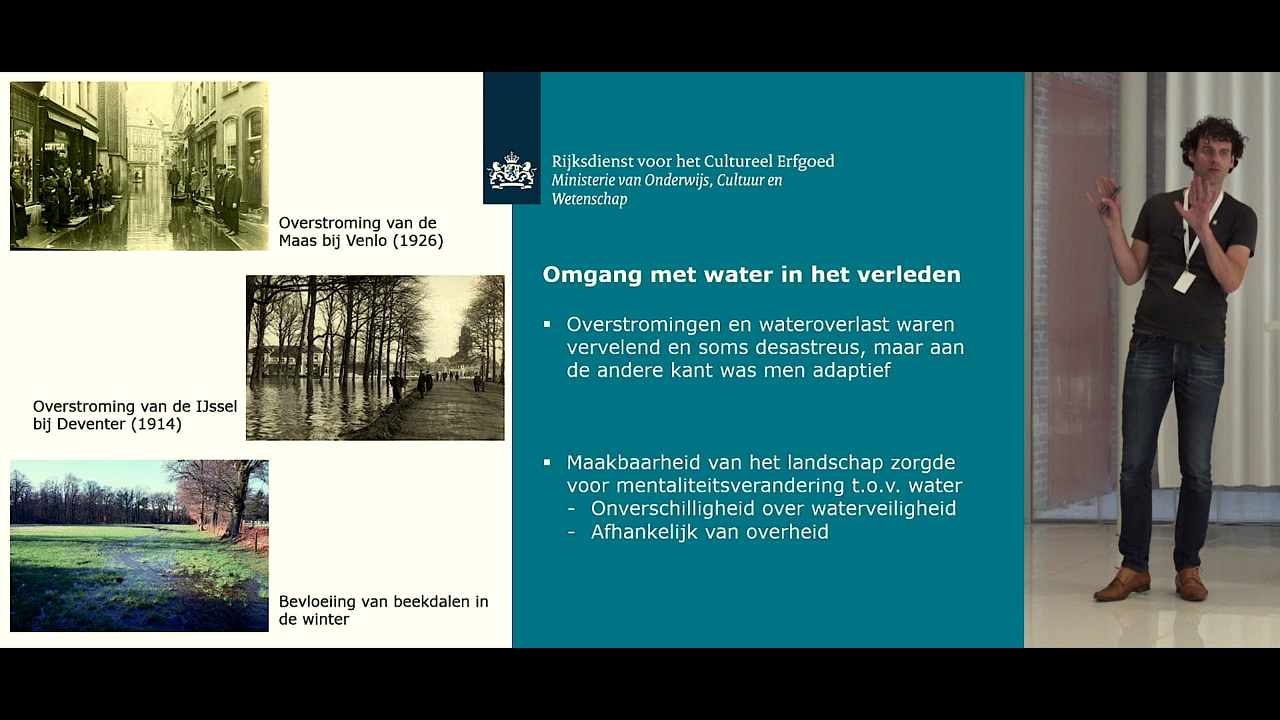 Overstroming van de
Maas bij Venlo (1926)
Overstroming van de IJssel
bij Deventer (1914)
Bevloeiing van beekdalen in
de winter
Rijksdienst voor het Cultureel Erfgoed
Ministerie van Onderwijs, Cultuur en
Wetenschap
Omgang met water in het verleden
▪ Overstromingen en wateroverlast waren
vervelend en soms desastreus, maar aan
de andere kant was men adaptief
▪ Maakbaarheid van het landschap zorgde
voor mentaliteitsverandering t.o.v. water
- Onverschilligheid over waterveiligheid
- Afhankelijk van overheid